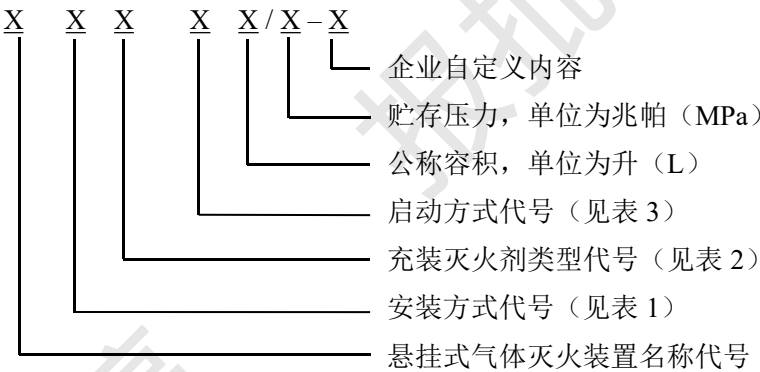 X X X X X / X – X
企业自定义内容
贮存压力，单位为兆帕（MPa）
公称容积，单位为升（L）
启动方式代号（见表 3）
充装灭火剂类型代号（见表 2）
安装方式代号（见表 1）
悬挂式气体灭火装置名称代号